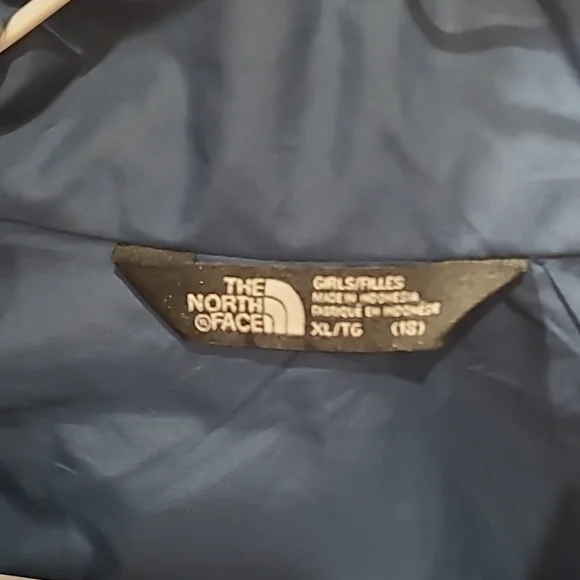 THE
NORTH
FACE
GIRLS/FILLES
MADE IN INDONESIA
FABRIQUÉ EN INDONÉSIE
XL/TG (18)